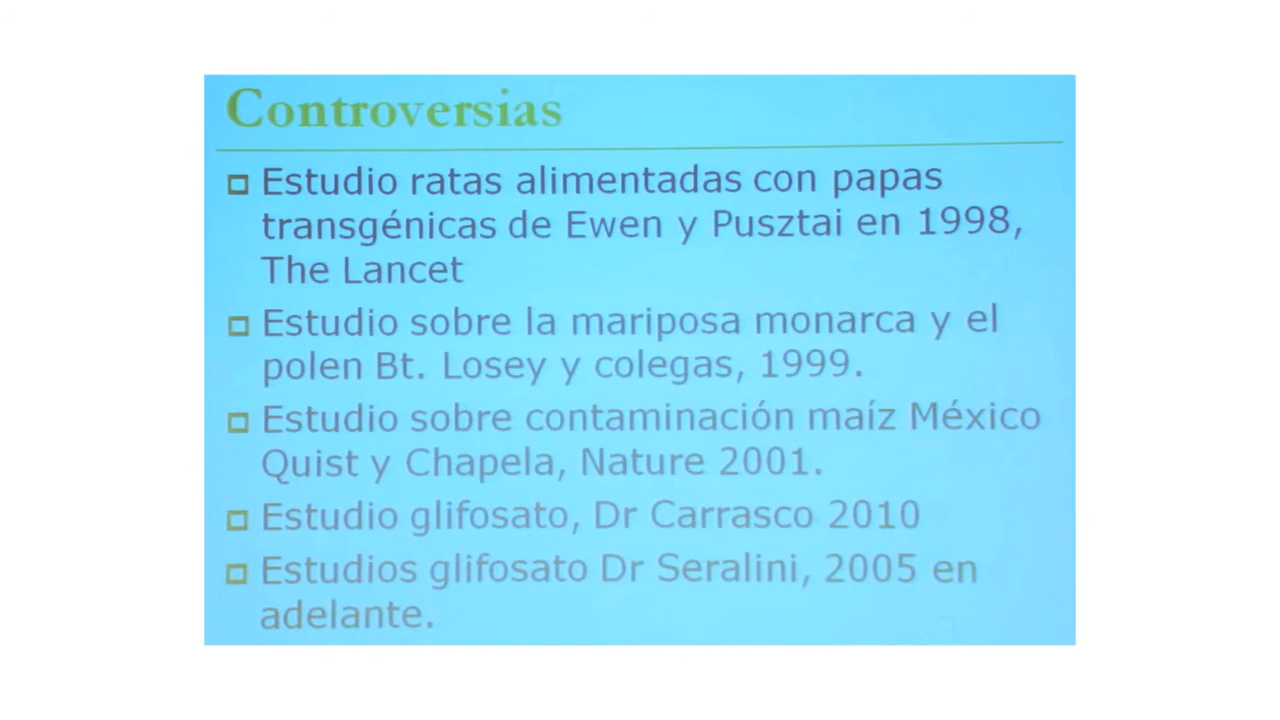 Controversias
Estudio ratas alimentadas con papas
transgénicas de Ewen y Pusztai en 1998,
The Lancet
Estudio sobre la mariposa monarca y el
polen Bt. Losey y colegas, 1999.
Estudio sobre contaminación maíz México
Quist y Chapela, Nature 2001.
Estudio glifosato, Dr Carrasco 2010
Estudios glifosato Dr Seralini, 2005 en
adelante.